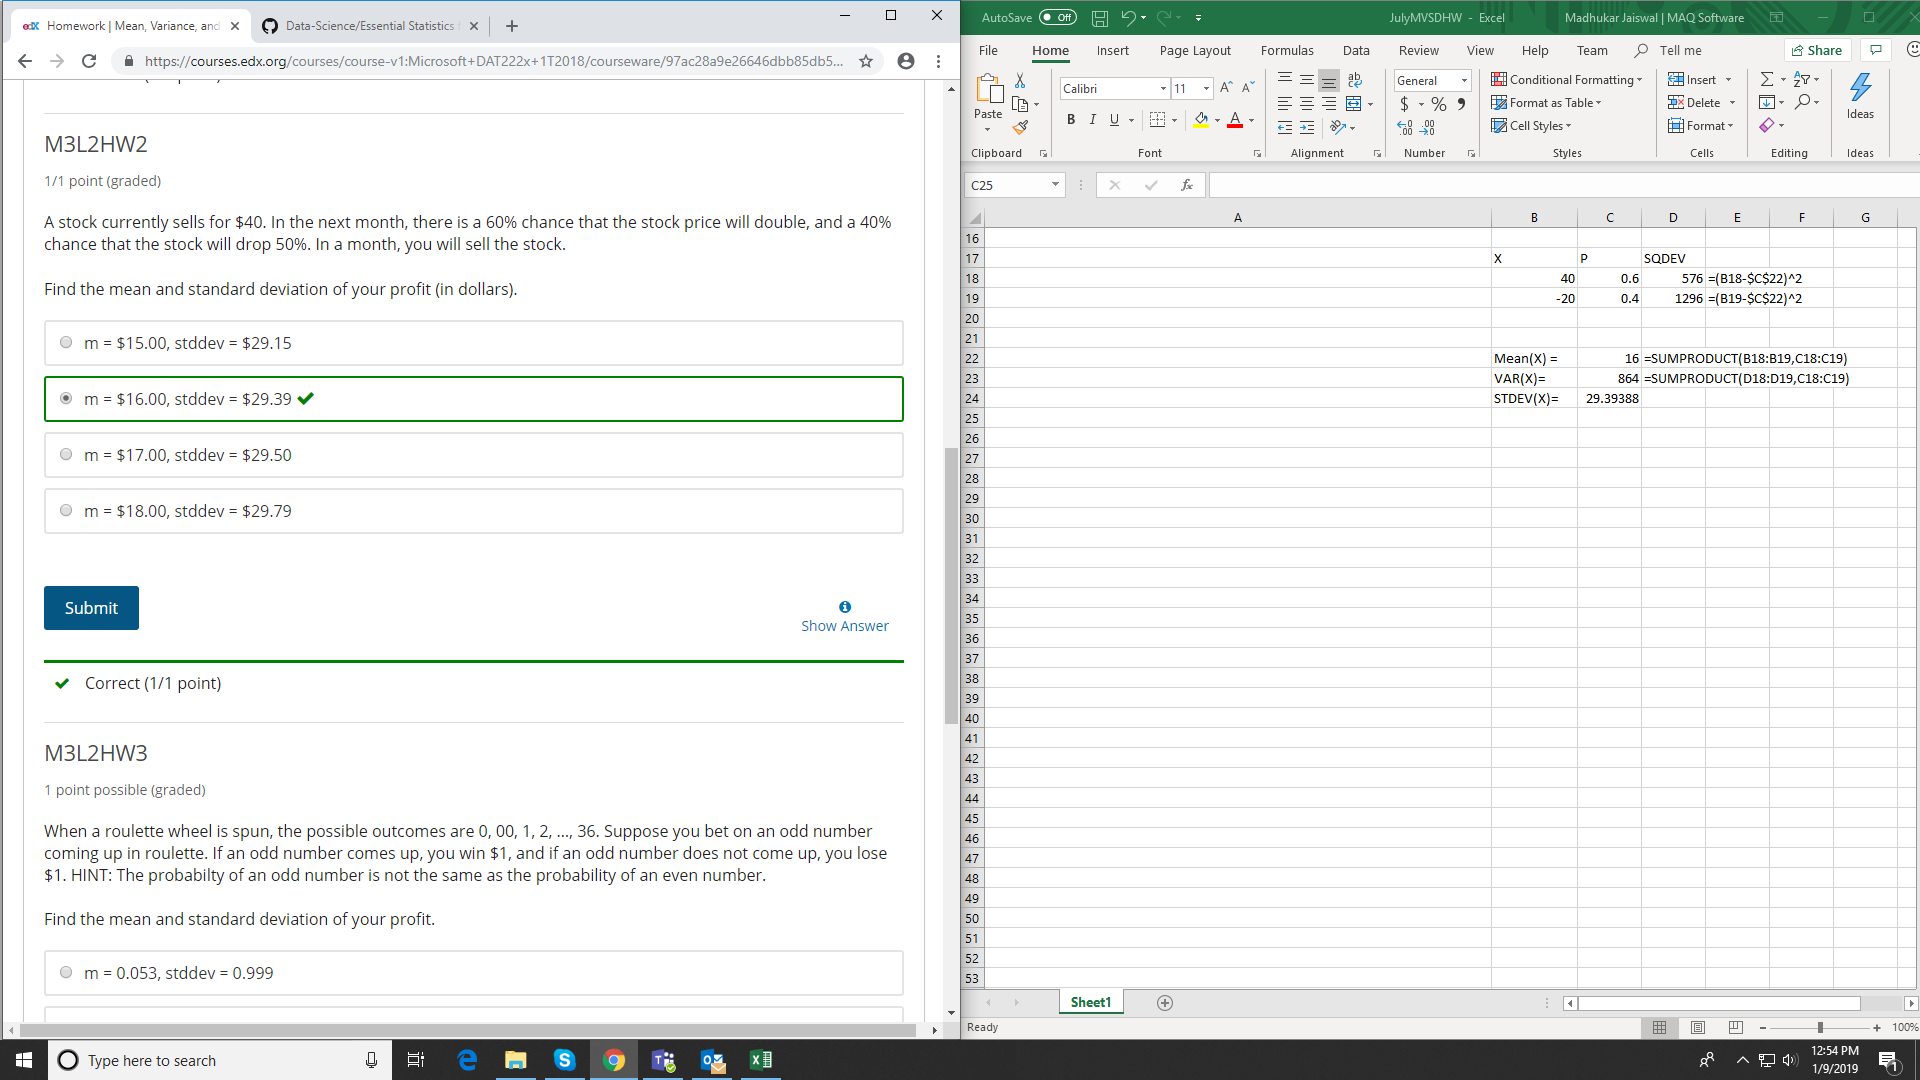 edX Homework | Mean, Variance, and
Data-Science/Essential Statistics
https://courses.edx.org/courses/course-v1:Microsoft+DAT222x+1T2018/courseware/97ac28a9e26646dbb85db5...
M3L2HW2
1/1 point (graded)
A stock currently sells for $40. In the next month, there is a 60% chance that the stock price will double, and a 40%
chance that the stock will drop 50%. In a month, you will sell the stock.
Find the mean and standard deviation of your profit (in dollars).
m = $15.00, stddev = $29.15
m = $16.00, stddev = $29.39
m = $17.00, stddev = $29.50
m = $18.00, stddev = $29.79
Submit
Show Answer
Correct (1/1 point)
M3L2HW3
1 point possible (graded)
When a roulette wheel is spun, the possible outcomes are 0, 00, 1, 2, ..., 36. Suppose you bet on an odd number
coming up in roulette. If an odd number comes up, you win $1, and if an odd number does not come up, you lose
$1. HINT: The probabilty of an odd number is not the same as the probability of an even number.
Find the mean and standard deviation of your profit.
m = 0.053, stddev = 0.999
AutoSave Off JulyMVSDHW - Excel Madhukar Jaiswal | MAQ Software
File Home Insert Page Layout Formulas Data Review View Help Team Tell me Share
Paste Calibri 11 General Conditional Formatting Insert
Format as Table Delete
B I U A $ % Cell Styles Format Ideas
Clipboard Font Alignment Number Styles Cells Editing Ideas
C25 fx
A B C D E F G
16
17 X P SQDEV
18 40 0.6 576 =(B18-$C$22)^2
19 -20 0.4 1296 =(B19-$C$22)^2
20
21
22 Mean(X) = 16 =SUMPRODUCT(B18:B19,C18:C19)
23 VAR(X)= 864 =SUMPRODUCT(D18:D19,C18:C19)
24 STDEV(X)= 29.39388
25
26
27
28
29
30
31
32
33
34
35
36
37
38
39
40
41
42
43
44
45
46
47
48
49
50
51
52
53
Sheet1
Ready 100%
Type here to search
12:54 PM
1/9/2019